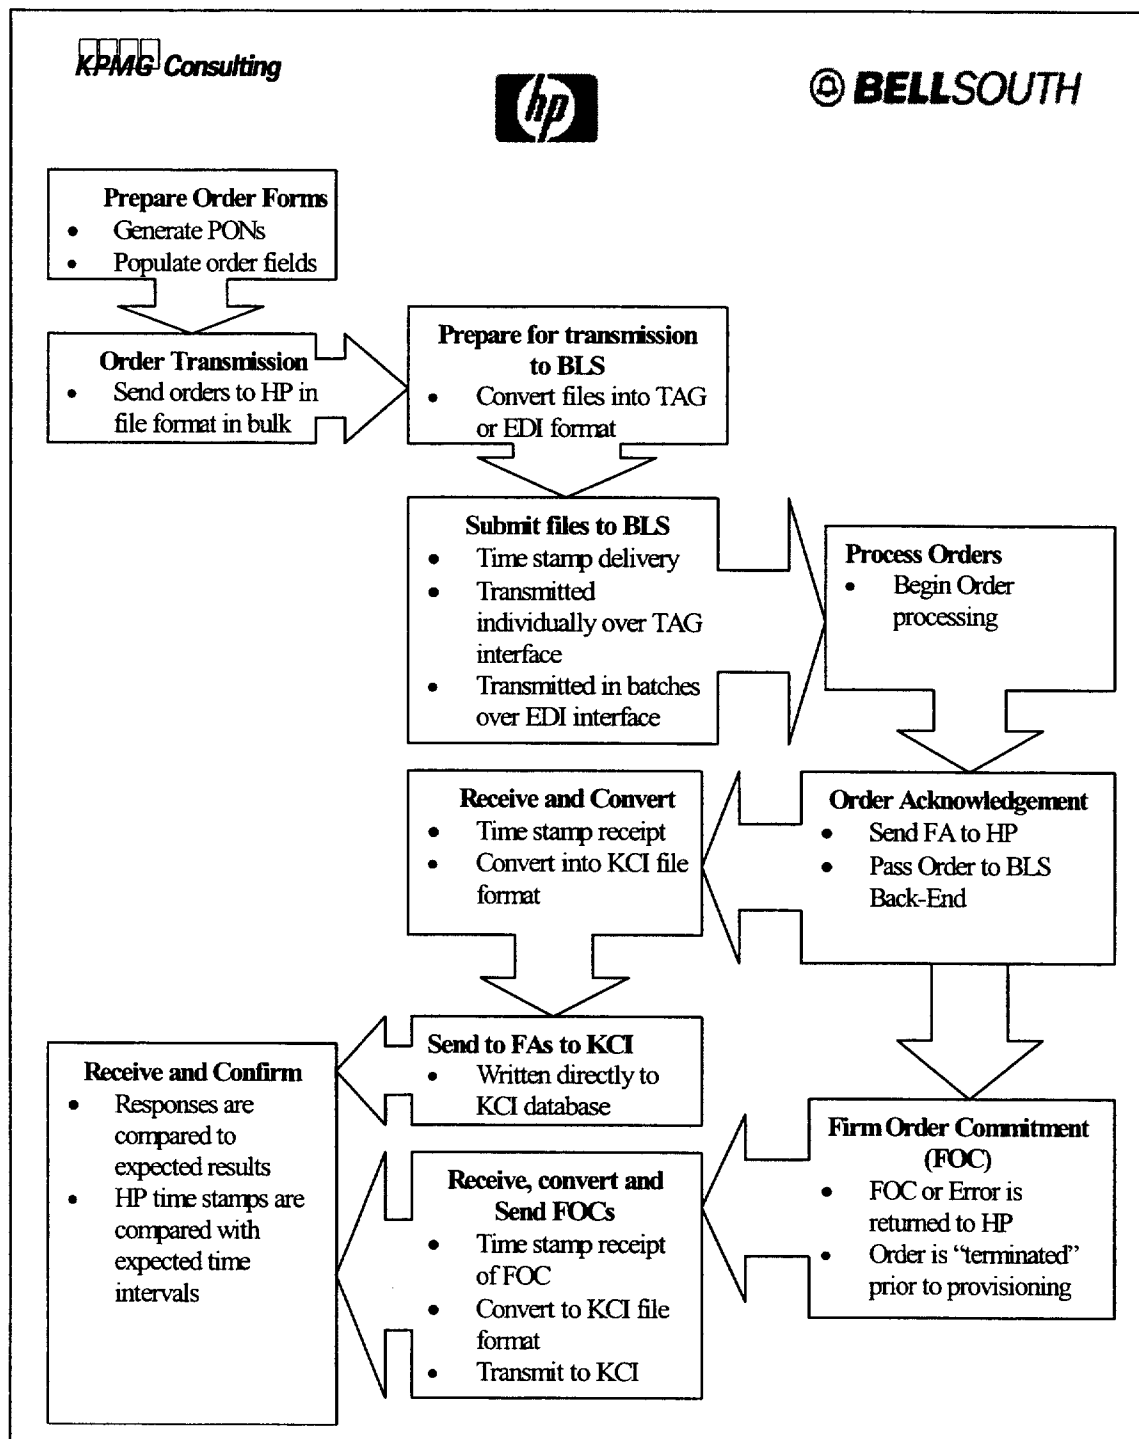 KPMG Consulting
hp
BELLSOUTH
Prepare Order Forms
• Generate PONs
• Populate order fields
Order Transmission
• Send orders to HP in
file format in bulk
Prepare for transmission
to BLS
• Convert files into TAG
or EDI format
Submit files to BLS
• Time stamp delivery
• Transmitted
individually over TAG
interface
• Transmitted in batches
over EDI interface
Process Orders
• Begin Order
processing
Order Acknowledgement
• Send FA to HP
• Pass Order to BLS
Back-End
Receive and Convert
• Time stamp receipt
• Convert into KCI file
format
Send to FAs to KCI
• Written directly to
KCI database
Receive and Confirm
• Responses are
compared to
expected results
• HP time stamps are
compared with
expected time
intervals
Firm Order Commitment
(FOC)
• FOC or Error is
returned to HP
• Order is “terminated”
prior to provisioning
Receive, convert and
Send FOCs
• Time stamp receipt
of FOC
• Convert to KCI file
format
• Transmit to KCI